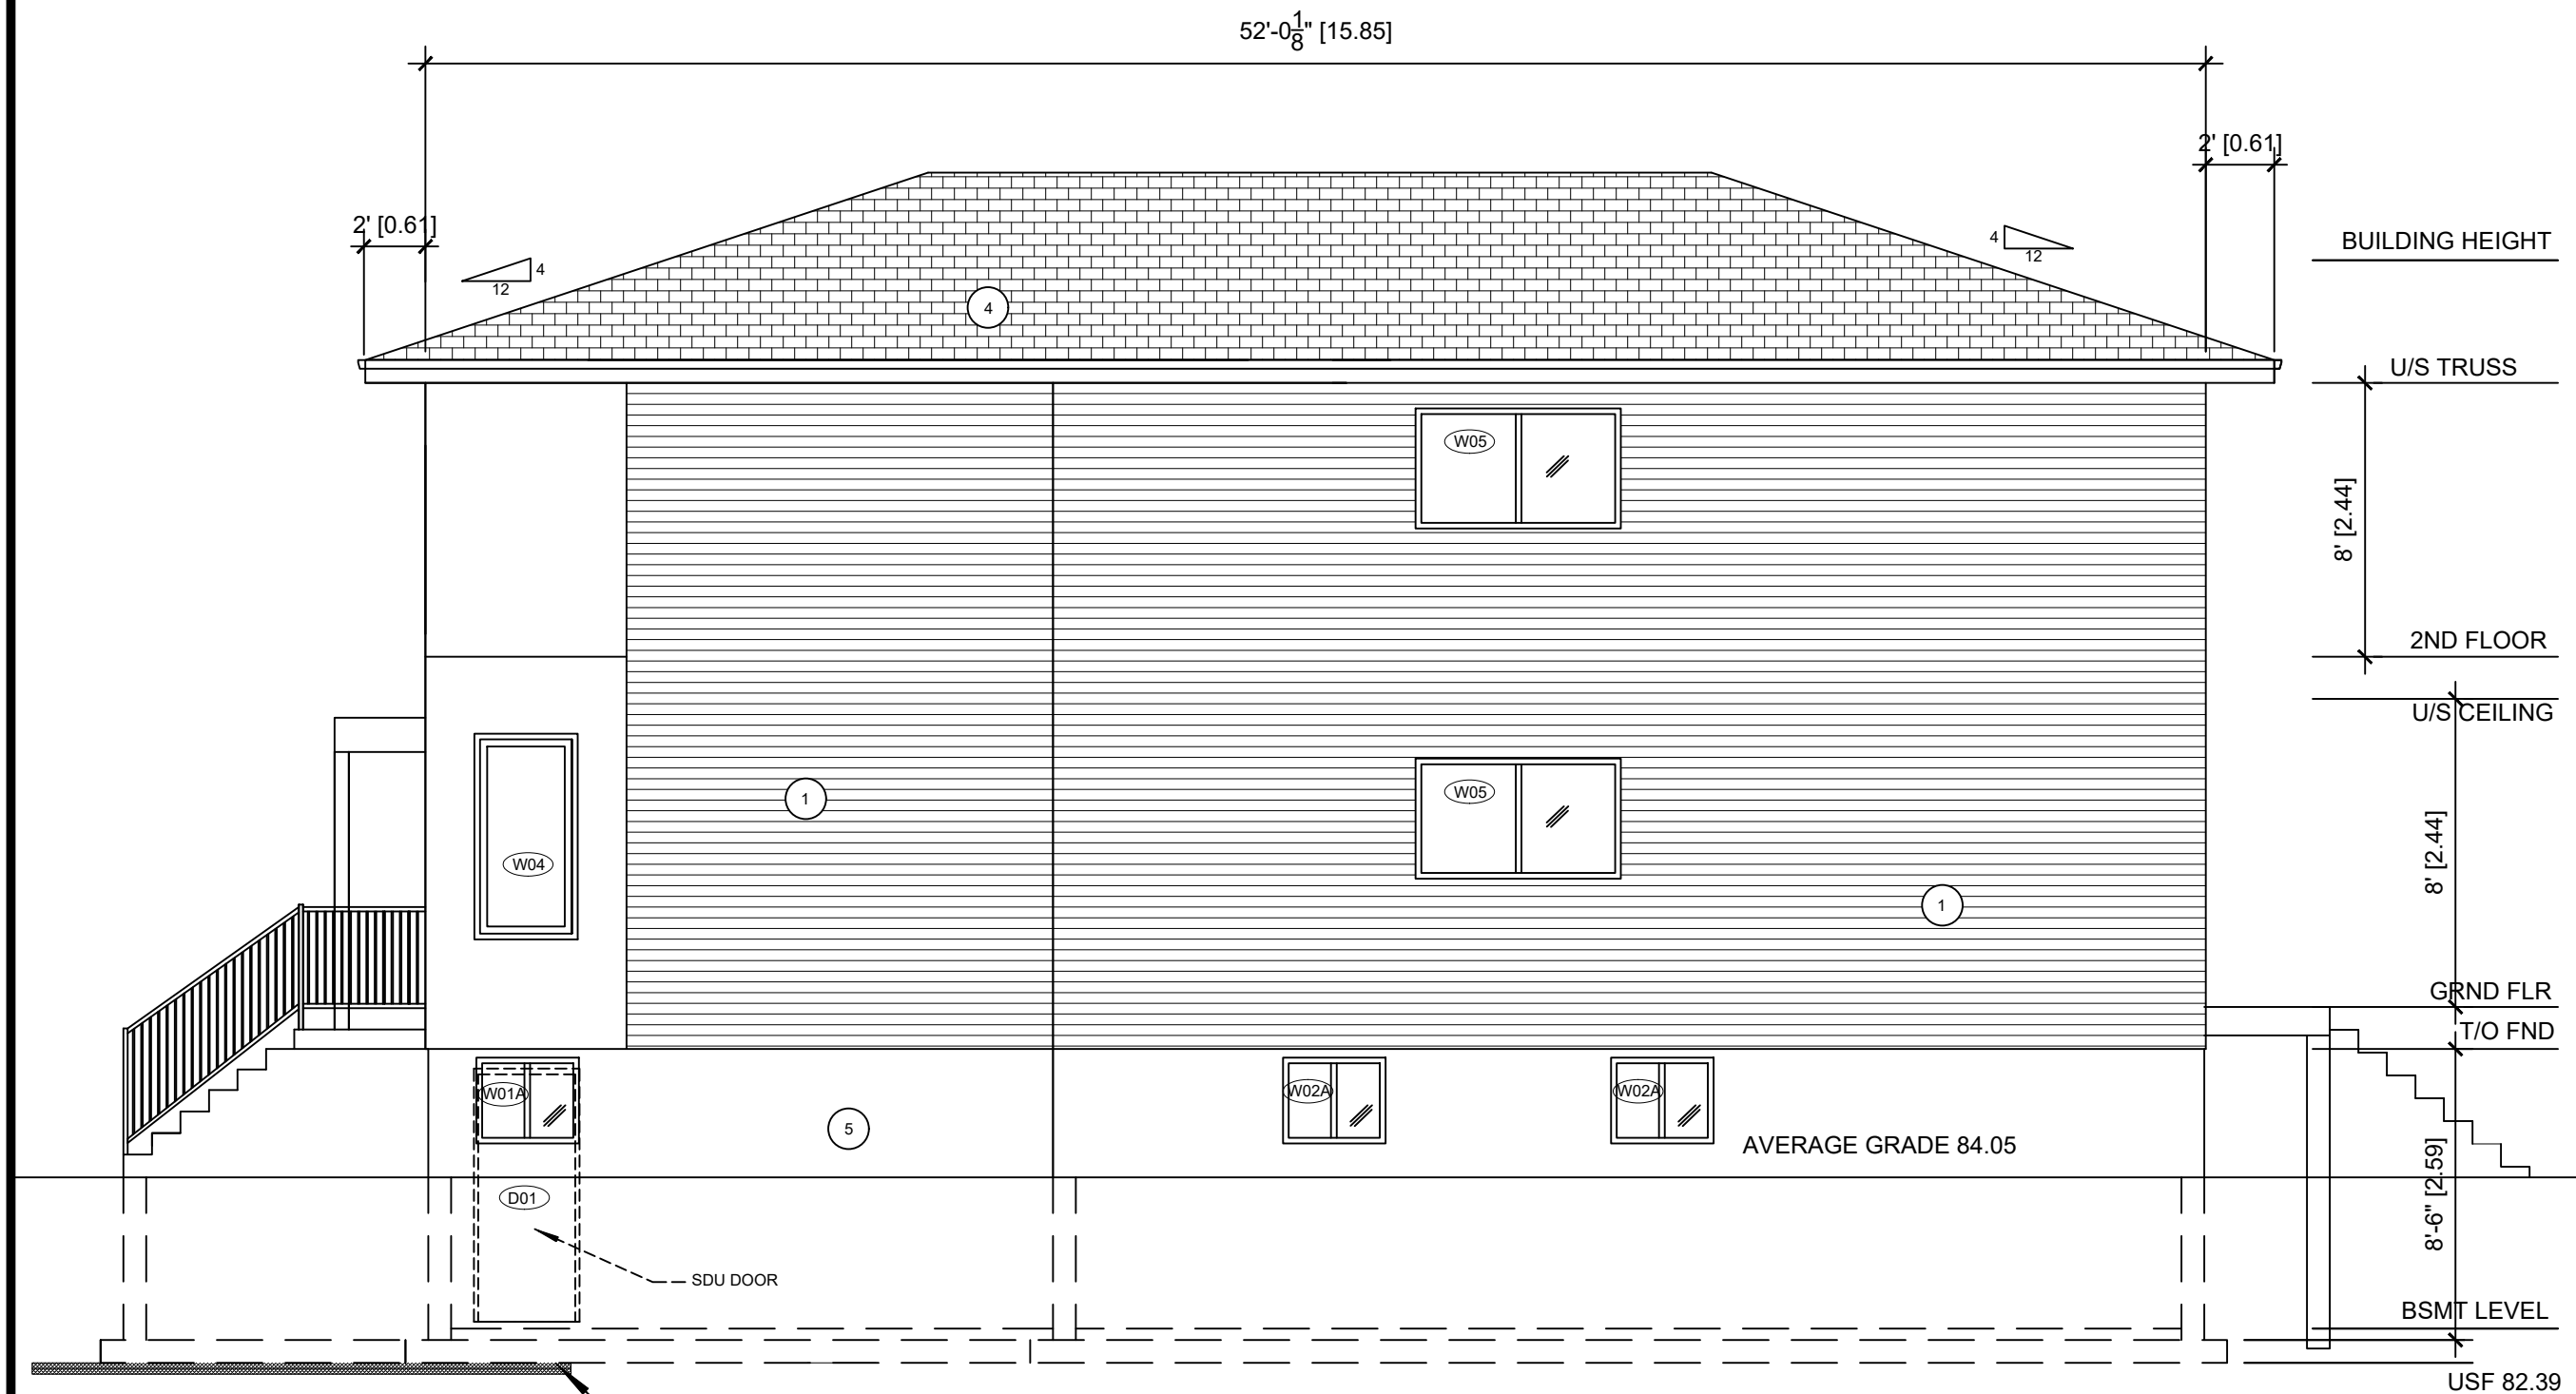 52'-0 1/8" [15.85]
2' [0.61]
2' [0.61]
4
12
4
12
BUILDING HEIGHT
4
U/S TRUSS
W05
8' [2.44]
2ND FLOOR
U/S CEILING
W05
1
W04
8' [2.44]
1
GRND FLR
T/O FND
W01A
W02A
W02A
5
AVERAGE GRADE 84.05
D01
8'-6" [2.59]
SDU DOOR
BSMT LEVEL
USF 82.39